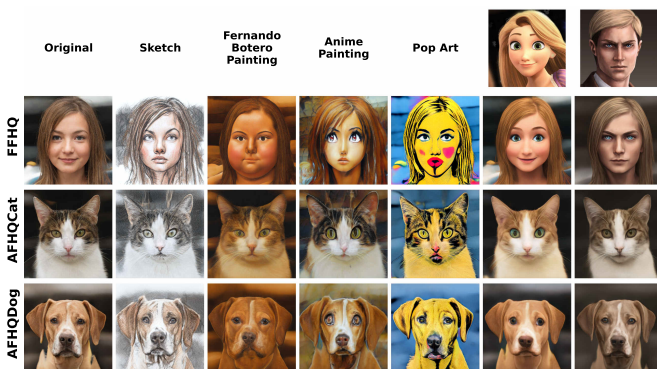 Original
Sketch
Fernando
Botero
Painting
Anime
Painting
Pop Art
FFHQ
AFHQCat
AFHQDog